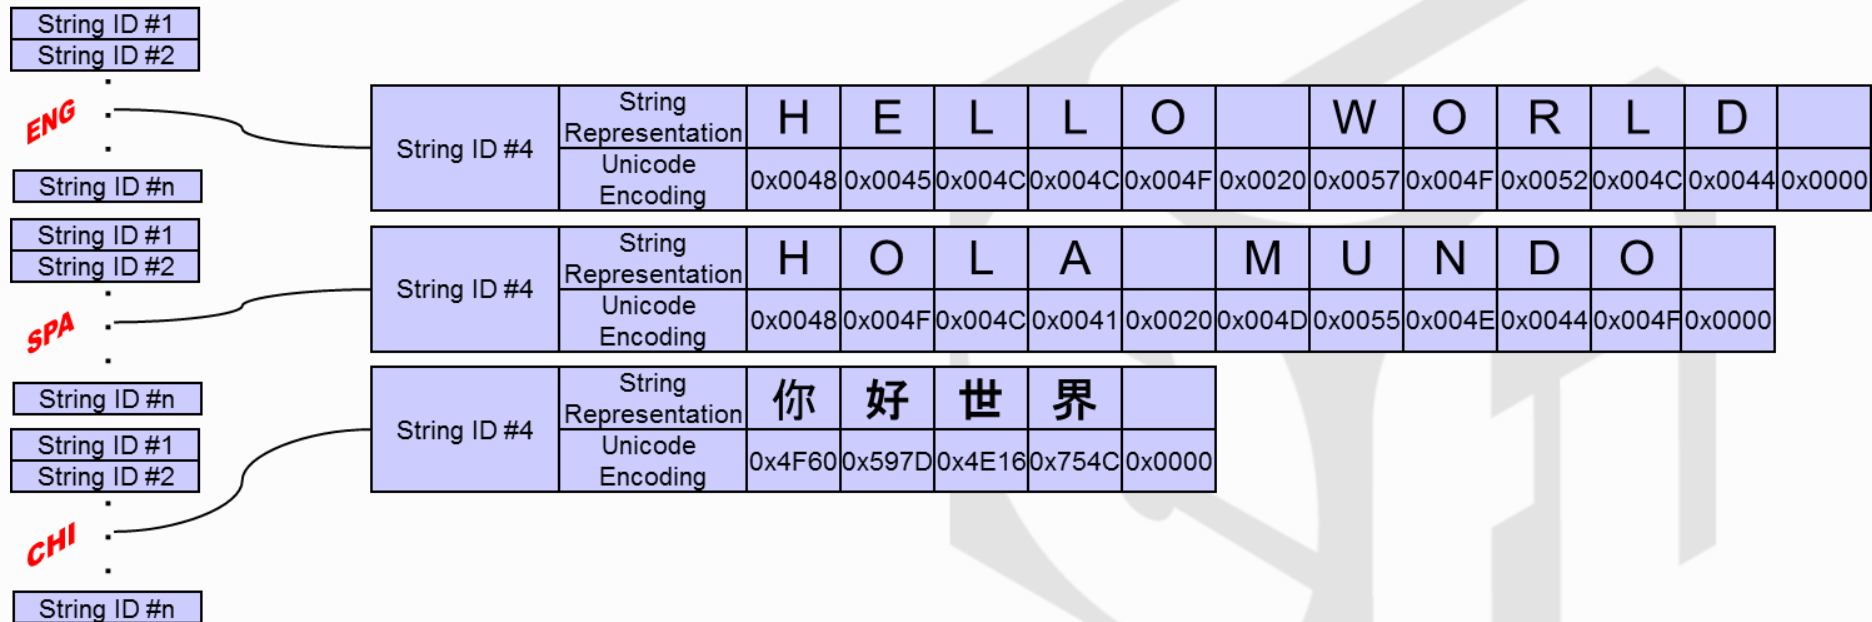 String ID #1
String ID #2
ENG
String ID #n
String ID #4
String Representation H E L L O W O R L D
Unicode Encoding 0x0048 0x0045 0x004C 0x004C 0x004F 0x0020 0x0057 0x004F 0x0052 0x004C 0x0044 0x0000
String ID #1
String ID #2
SPA
String ID #n
String ID #4
String Representation H O L A M U N D O
Unicode Encoding 0x0048 0x004F 0x004C 0x0041 0x0020 0x004D 0x0055 0x004E 0x0044 0x004F 0x0000
String ID #1
String ID #2
CHI
String ID #n
String ID #4
String Representation 你 好 世 界
Unicode Encoding 0x4F60 0x597D 0x4E16 0x754C 0x0000